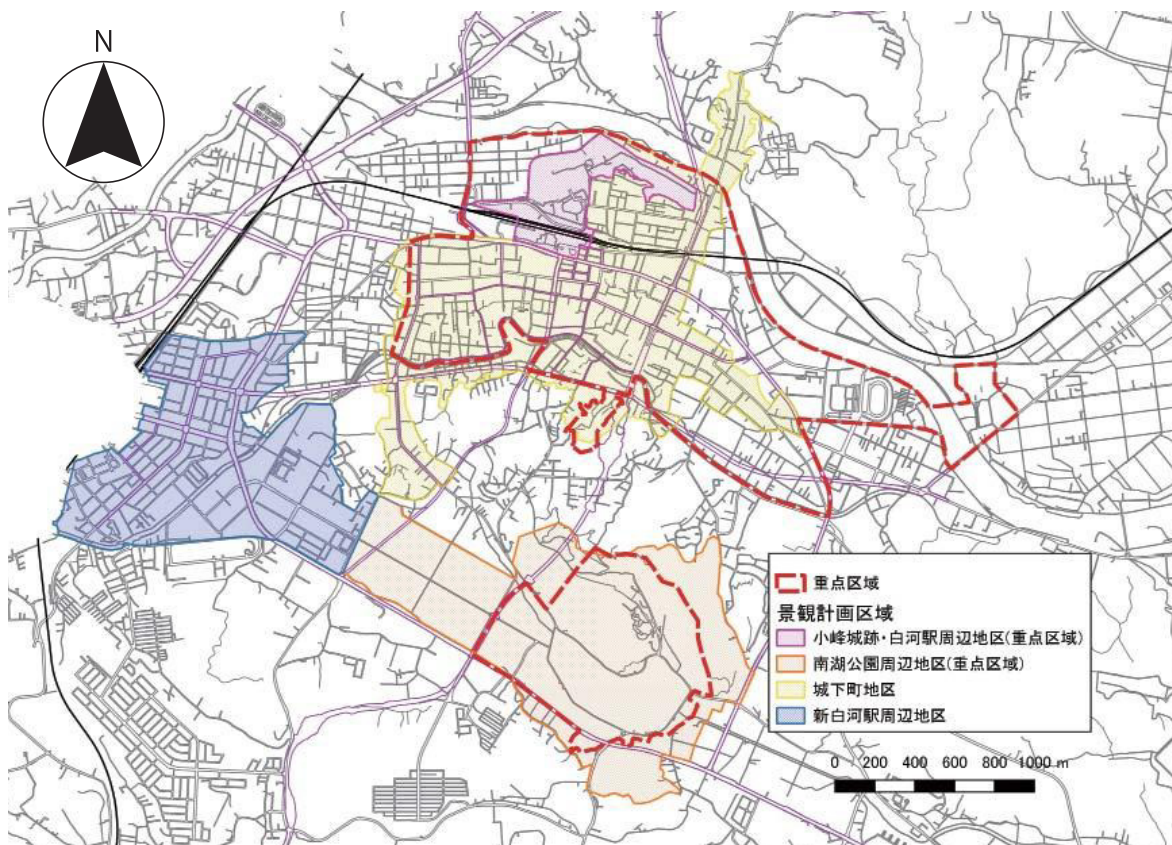 N
重点区域
景観計画区域
小峰城跡・白河駅周辺地区(重点区域)
南湖公園周辺地区(重点区域)
城下町地区
新白河駅周辺地区
0 200 400 600 800 1000 m